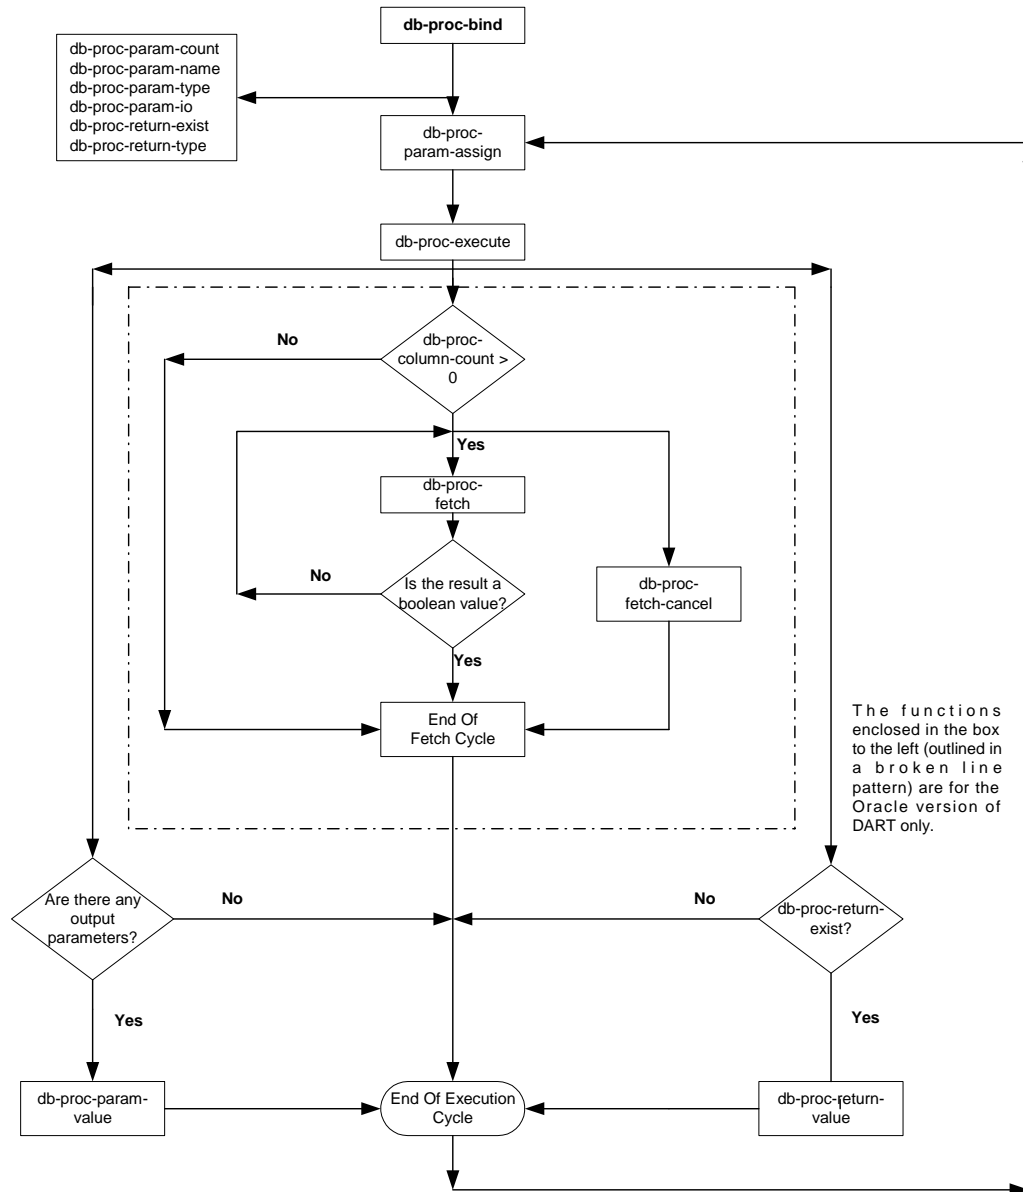 db-proc-bind
db-proc-param-count
db-proc-param-name
db-proc-param-type
db-proc-param-io
db-proc-return-exist
db-proc-return-type
db-proc-
param-assign
db-proc-execute
db-proc-
column-count >
0
No
Yes
db-proc-
fetch
No
Is the result a
boolean value?
db-proc-
fetch-cancel
Yes
End Of
Fetch Cycle
The functions
enclosed in the box
to the left (outlined in
a broken line
pattern) are for the
Oracle version of
DART only.
Are there any
output
parameters?
No
No
db-proc-return-
exist?
Yes
Yes
db-proc-param-
value
End Of Execution
Cycle
db-proc-return-
value